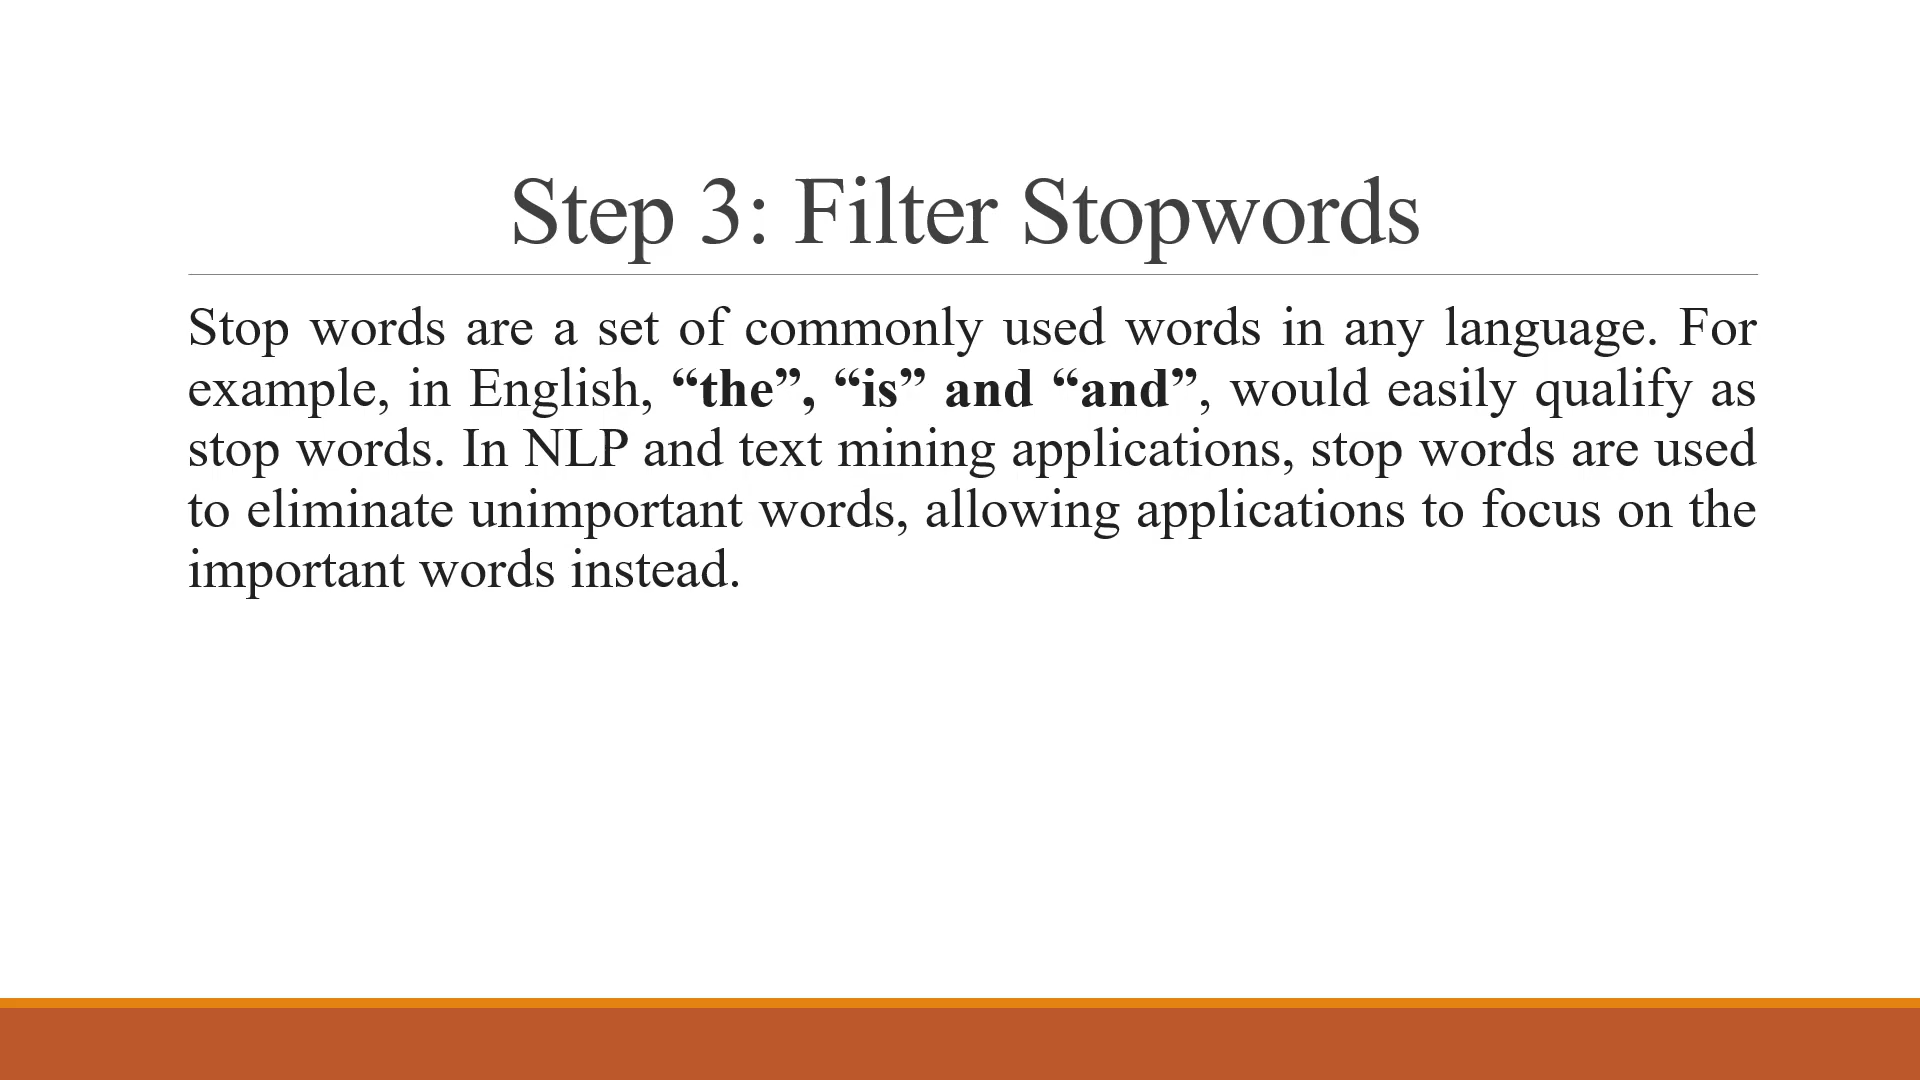 Step 3: Filter Stopwords
Stop words are a set of commonly used words in any language. For
example, in English, “the”, “is” and “and”, would easily qualify as
stop words. In NLP and text mining applications, stop words are used
to eliminate unimportant words, allowing applications to focus on the
important words instead.